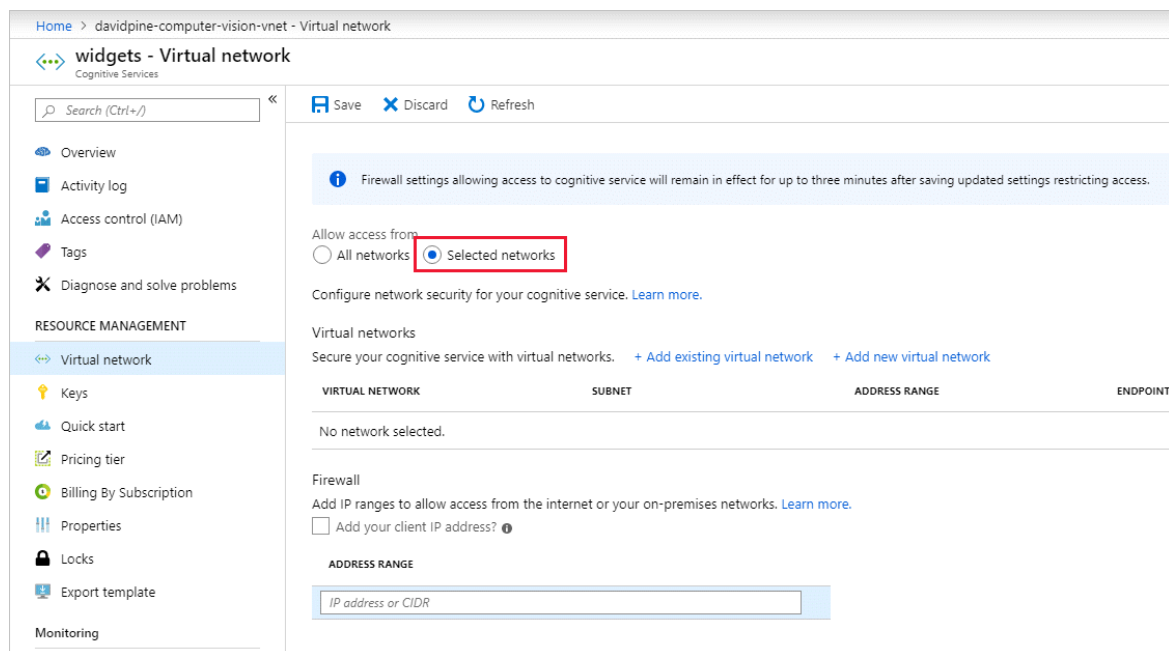 Home > davidpine-computer-vision-vnet - Virtual network
widgets - Virtual network
Cognitive Services
Search (Ctrl+/)
«
Overview
Activity log
Access control (IAM)
Tags
Diagnose and solve problems
RESOURCE MANAGEMENT
Virtual network
Keys
Quick start
Pricing tier
Billing By Subscription
Properties
Locks
Export template
Monitoring
Save Discard Refresh
Firewall settings allowing access to cognitive service will remain in effect for up to three minutes after saving updated settings restricting access.
Allow access from
All networks Selected networks
Configure network security for your cognitive service. Learn more.
Virtual networks
Secure your cognitive service with virtual networks. + Add existing virtual network + Add new virtual network
VIRTUAL NETWORK SUBNET ADDRESS RANGE ENDPOINT
No network selected.
Firewall
Add IP ranges to allow access from the internet or your on-premises networks. Learn more.
Add your client IP address?
ADDRESS RANGE
IP address or CIDR